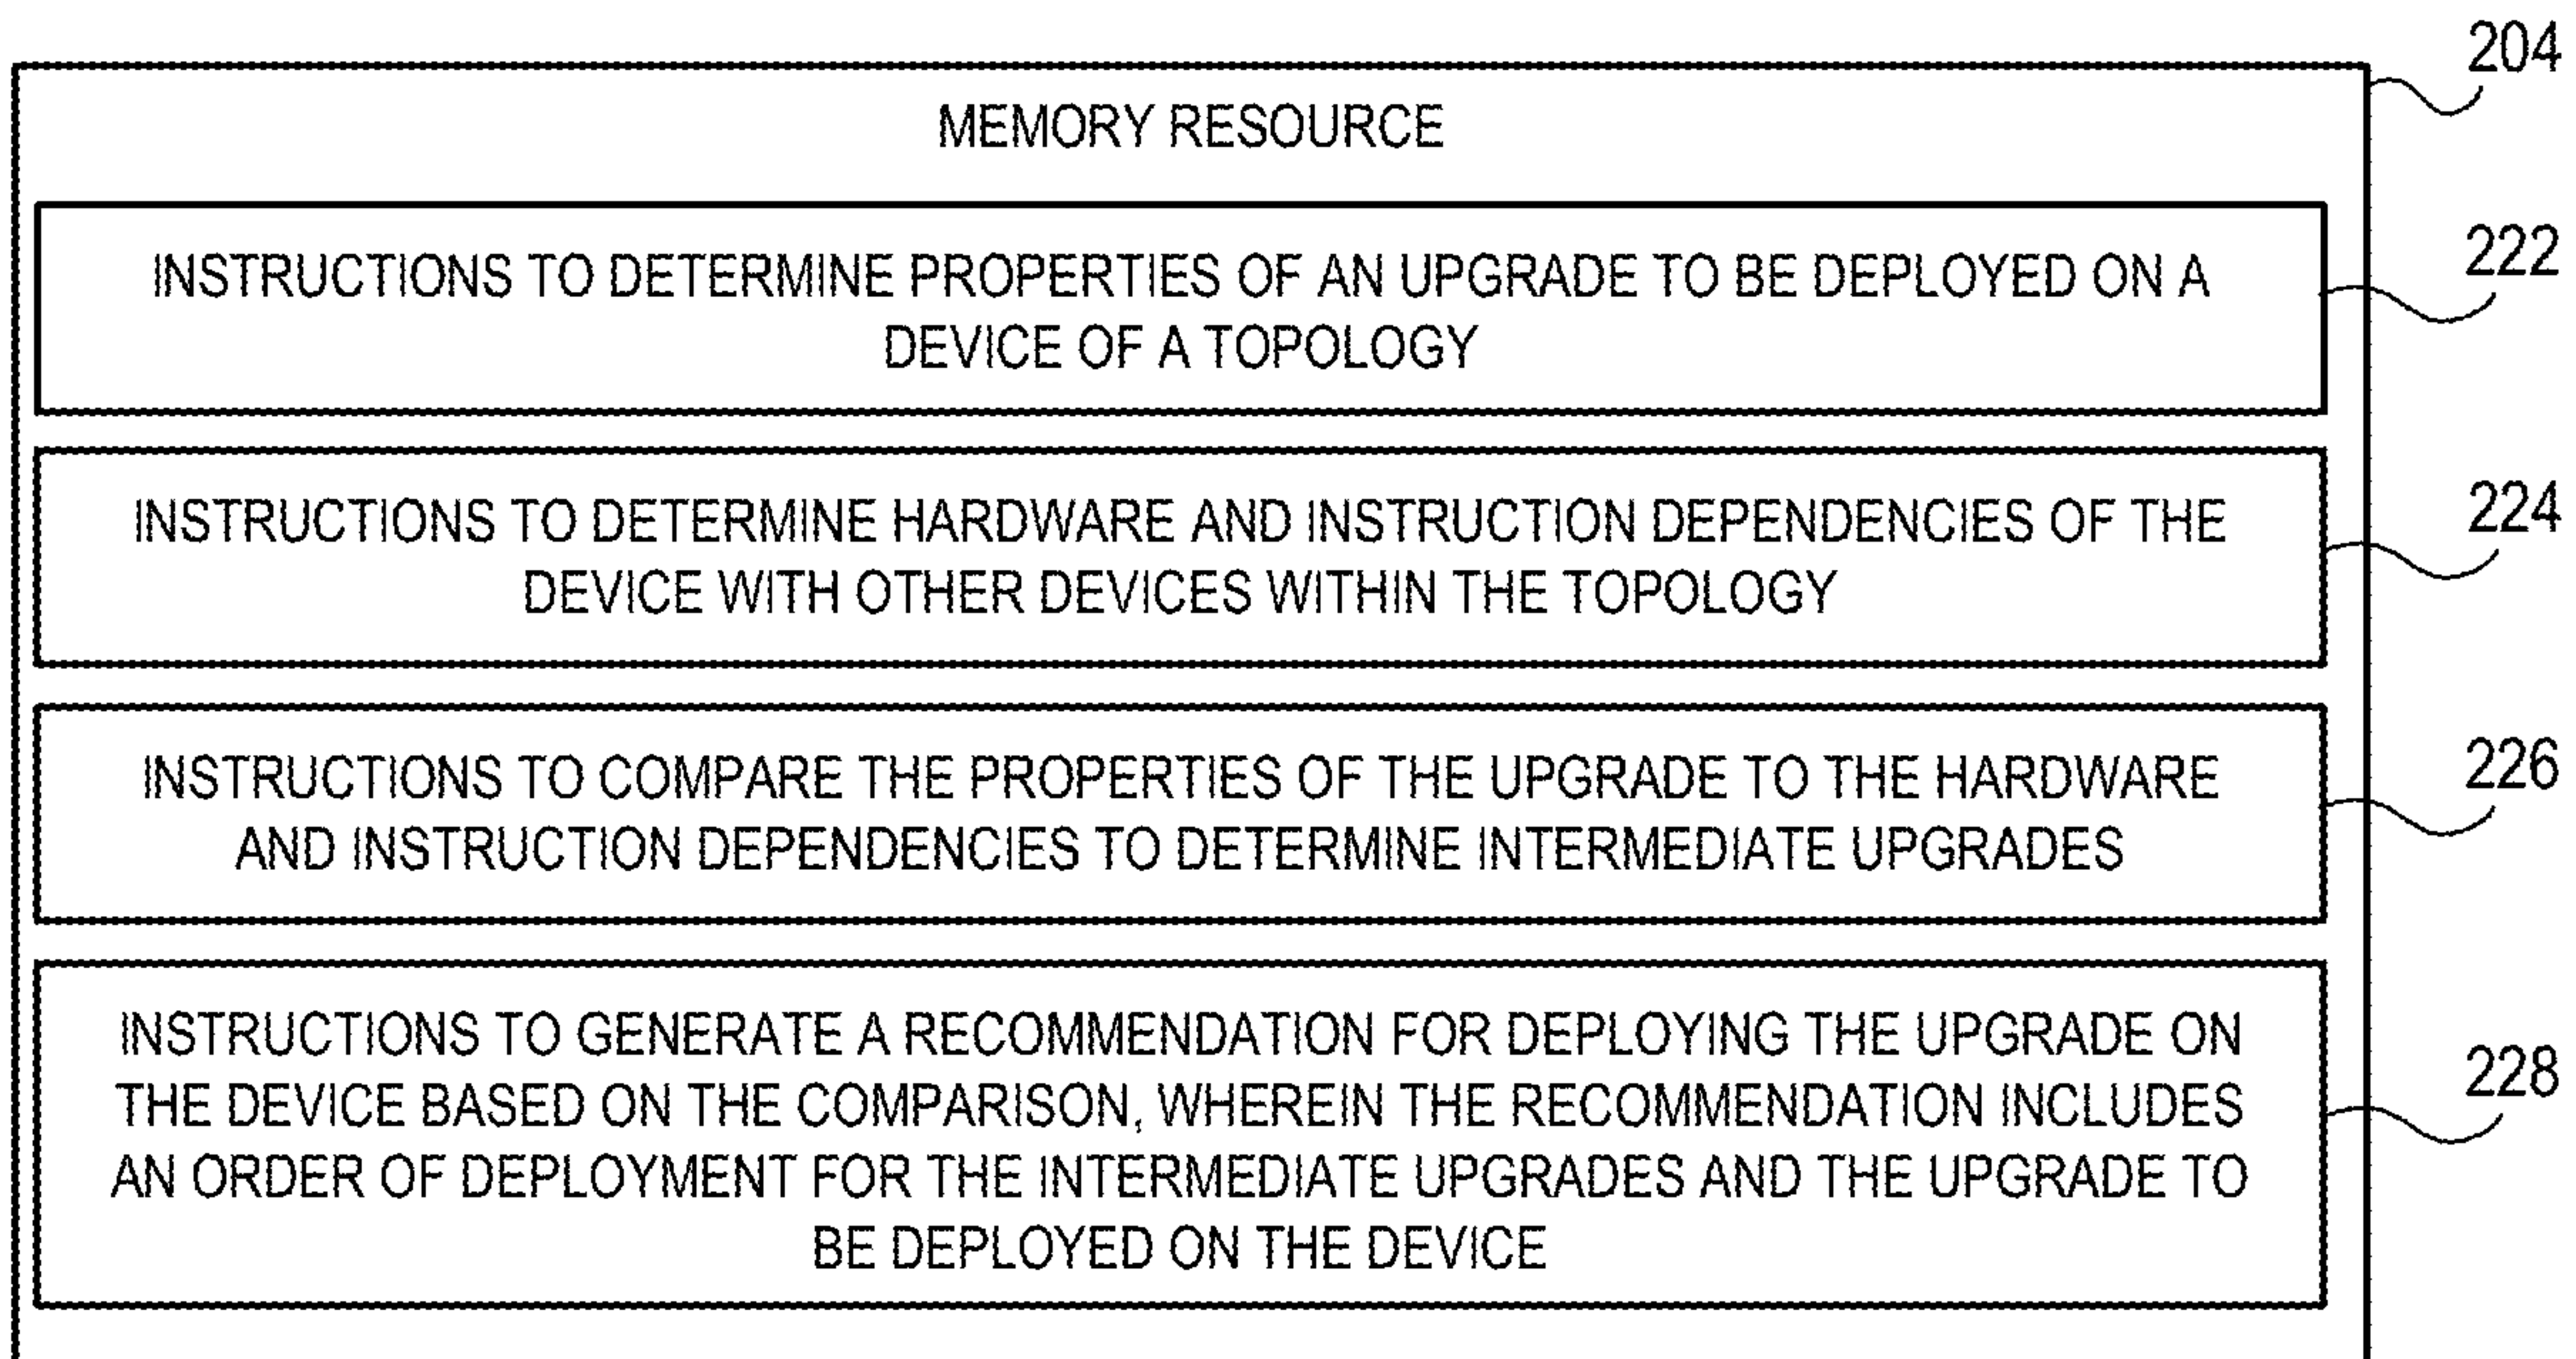 204
MEMORY RESOURCE
INSTRUCTIONS TO DETERMINE PROPERTIES OF AN UPGRADE TO BE DEPLOYED ON A
DEVICE OF A TOPOLOGY
222
INSTRUCTIONS TO DETERMINE HARDWARE AND INSTRUCTION DEPENDENCIES OF THE
DEVICE WITH OTHER DEVICES WITHIN THE TOPOLOGY
224
INSTRUCTIONS TO COMPARE THE PROPERTIES OF THE UPGRADE TO THE HARDWARE
AND INSTRUCTION DEPENDENCIES TO DETERMINE INTERMEDIATE UPGRADES
226
INSTRUCTIONS TO GENERATE A RECOMMENDATION FOR DEPLOYING THE UPGRADE ON
THE DEVICE BASED ON THE COMPARISON, WHEREIN THE RECOMMENDATION INCLUDES
AN ORDER OF DEPLOYMENT FOR THE INTERMEDIATE UPGRADES AND THE UPGRADE TO
BE DEPLOYED ON THE DEVICE
228